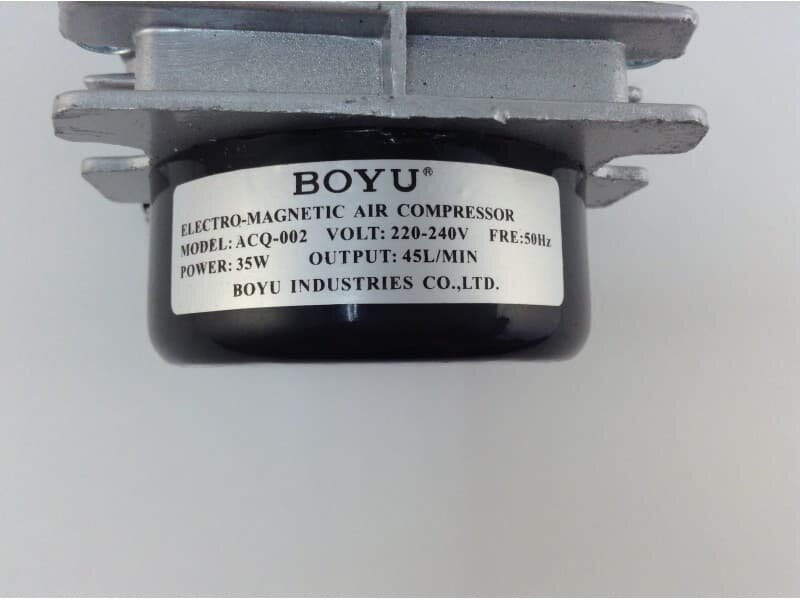 BOYU®
ELECTRO-MAGNETIC AIR COMPRESSOR
MODEL: ACQ-002 VOLT: 220-240V FRE:50Hz
POWER: 35W OUTPUT: 45L/MIN
BOYU INDUSTRIES CO.,LTD.